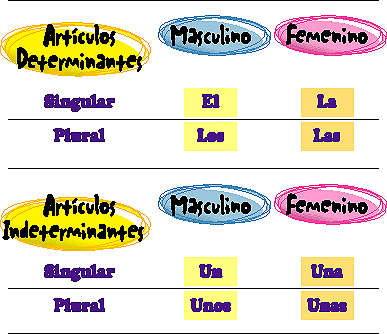 Artículos Determinantes Masculino Femenino
Singular El La
Plural Los Las
Artículos Indeterminantes Masculino Femenino
Singular Un Una
Plural Unos Unas